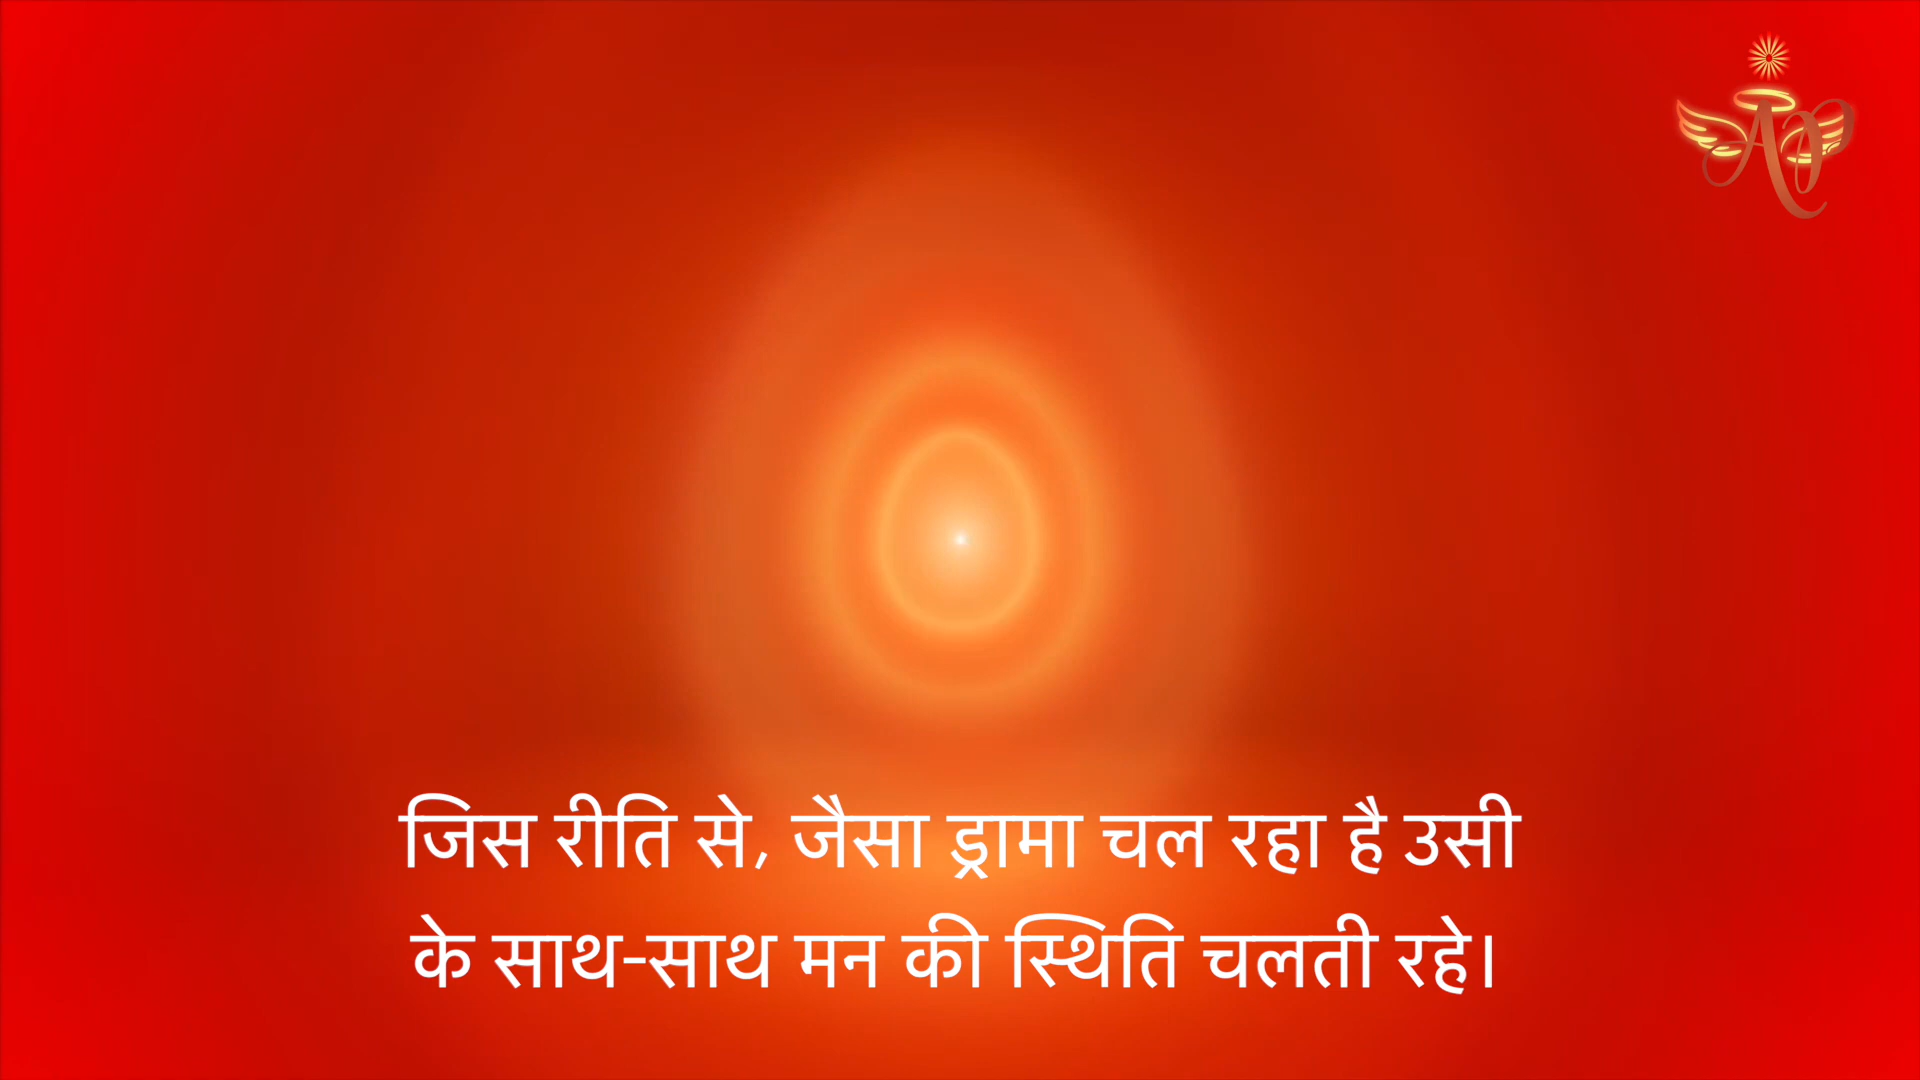 जिस रीति से, जैसा ड्रामा चल रहा है उसी
के साथ-साथ मन की स्थिति चलती रहे।